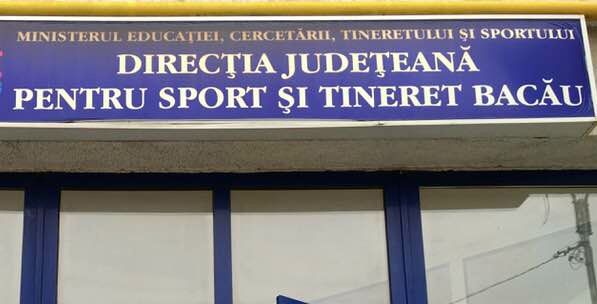 MINISTERUL EDUCAŢIEI, CERCETĂRII, TINERETULUI ŞI SPORTULUI
DIRECŢIA JUDEŢEANĂ
PENTRU SPORT ŞI TINERET BACĂU